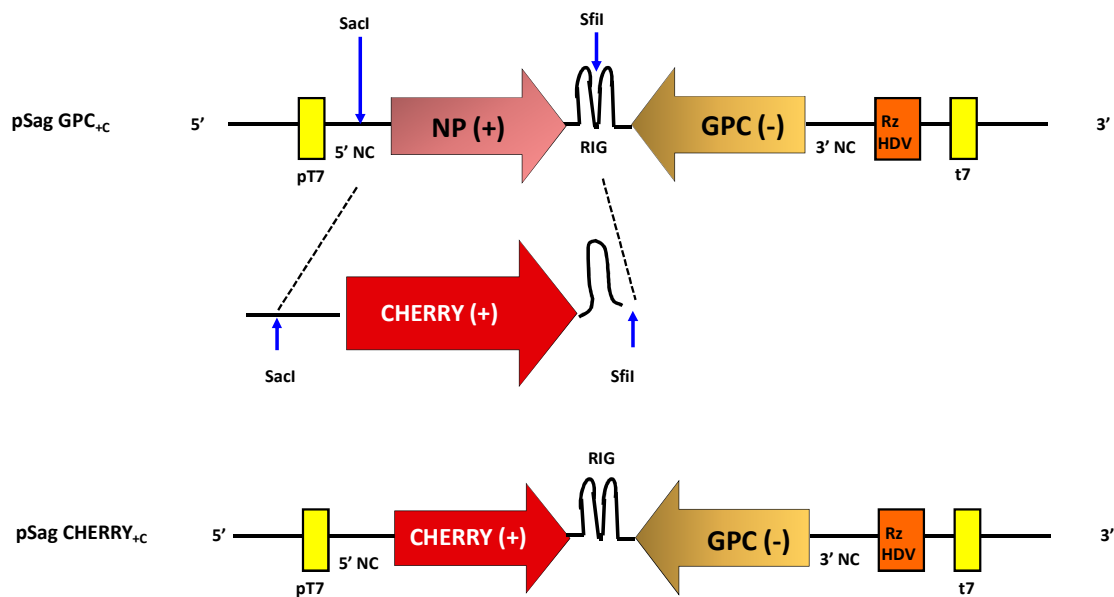 SacI
SfiI
pSag GPC+C
5’
NP (+)
GPC (-)
Rz
HDV
3’
5’ NC
RIG
3’ NC
pT7
t7
CHERRY (+)
SacI
SfiI
RIG
pSag CHERRY+C
5’
CHERRY (+)
GPC (-)
Rz
HDV
3’
5’ NC
3’ NC
pT7
t7